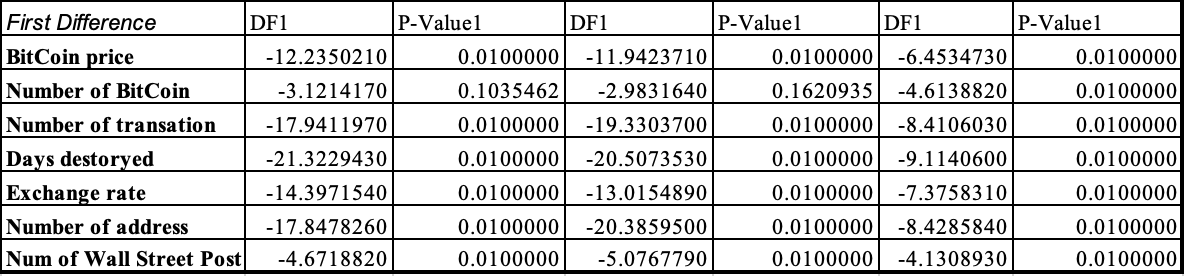 First Difference DF1 P-Value1 DF1 P-Value1 DF1 P-Value1
BitCoin price -12.2350210 0.0100000 -11.9423710 0.0100000 -6.4534730 0.0100000
Number of BitCoin -3.1214170 0.1035462 -2.9831640 0.1620935 -4.6138820 0.0100000
Number of transation -17.9411970 0.0100000 -19.3303700 0.0100000 -8.4106030 0.0100000
Days destoryed -21.3229430 0.0100000 -20.5073530 0.0100000 -9.1140600 0.0100000
Exchange rate -14.3971540 0.0100000 -13.0154890 0.0100000 -7.3758310 0.0100000
Number of address -17.8478260 0.0100000 -20.3859500 0.0100000 -8.4285840 0.0100000
Num of Wall Street Post -4.6718820 0.0100000 -5.0767790 0.0100000 -4.1308930 0.0100000